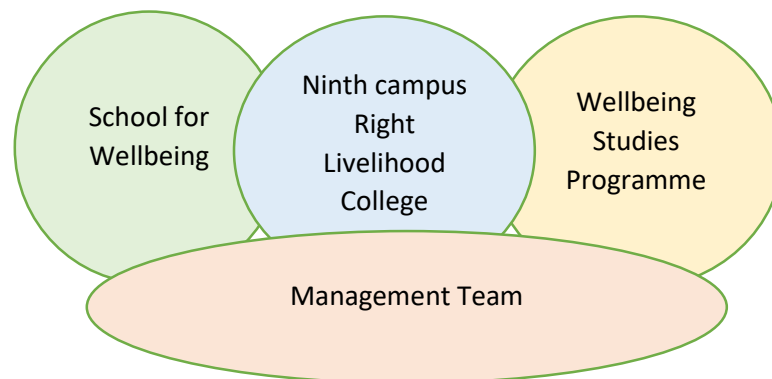 School for
Wellbeing
Ninth campus
Right
Livelihood
College
Wellbeing
Studies
Programme
Management Team